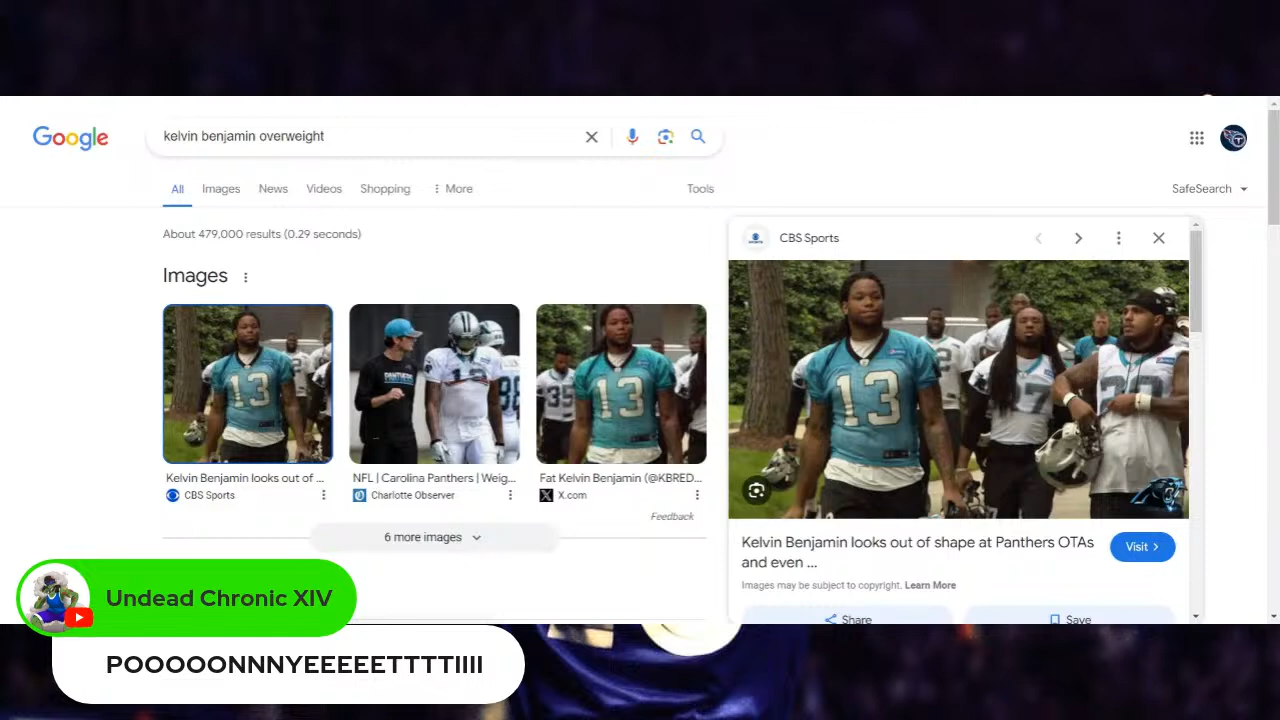 Google
kelvin benjamin overweight
All Images News Videos Shopping More Tools SafeSearch
About 479,000 results (0.29 seconds)
Images
Kelvin Benjamin looks out of ...
CBS Sports
NFL | Carolina Panthers | Weig...
Charlotte Observer
Fat Kelvin Benjamin (@KBRED...
X.com
Feedback
6 more images
CBS Sports
13
Kelvin Benjamin looks out of shape at Panthers OTAs
and even ...
Visit
Images may be subject to copyright. Learn More
Share Save
Undead Chronic XIV
POOOOONNNYEEEEETTTTIIII